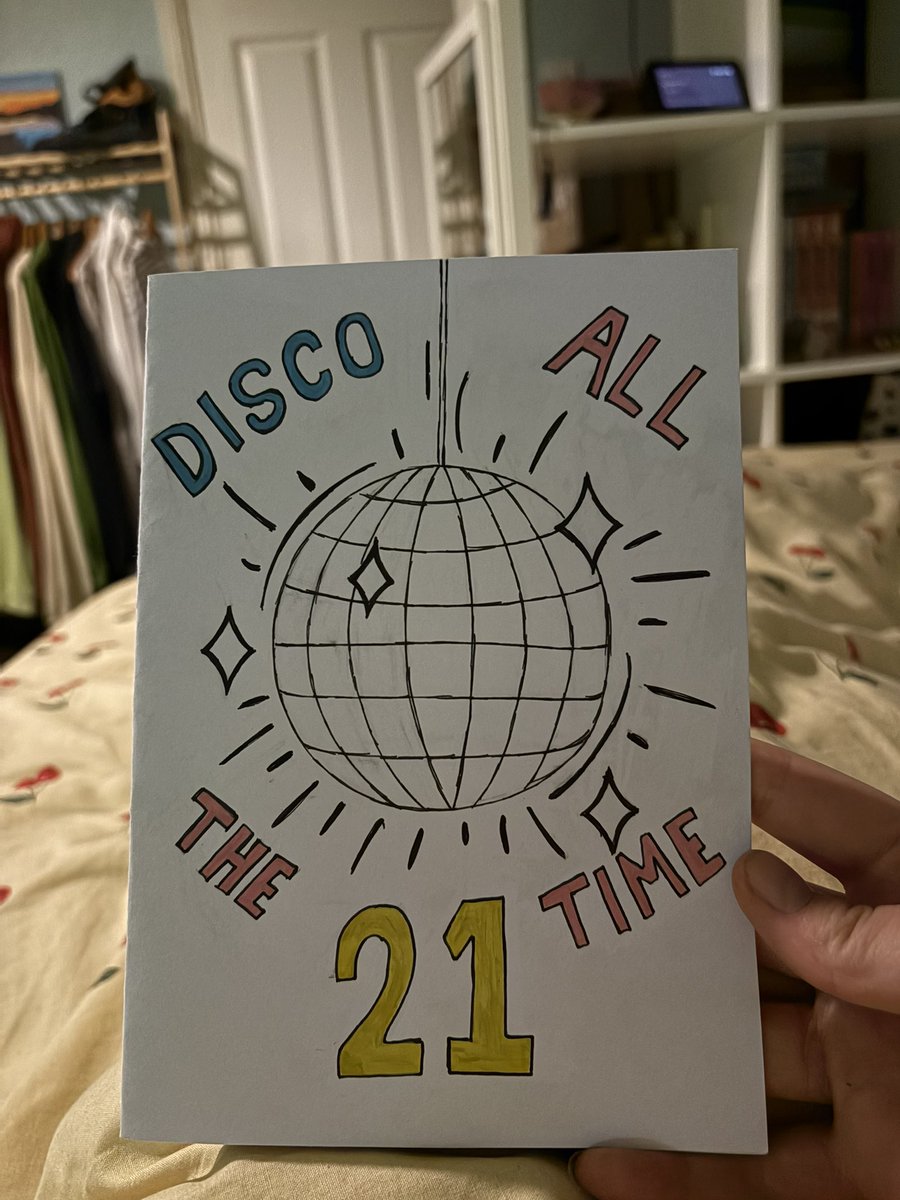 DISCO
ALL
THE
TIME
21